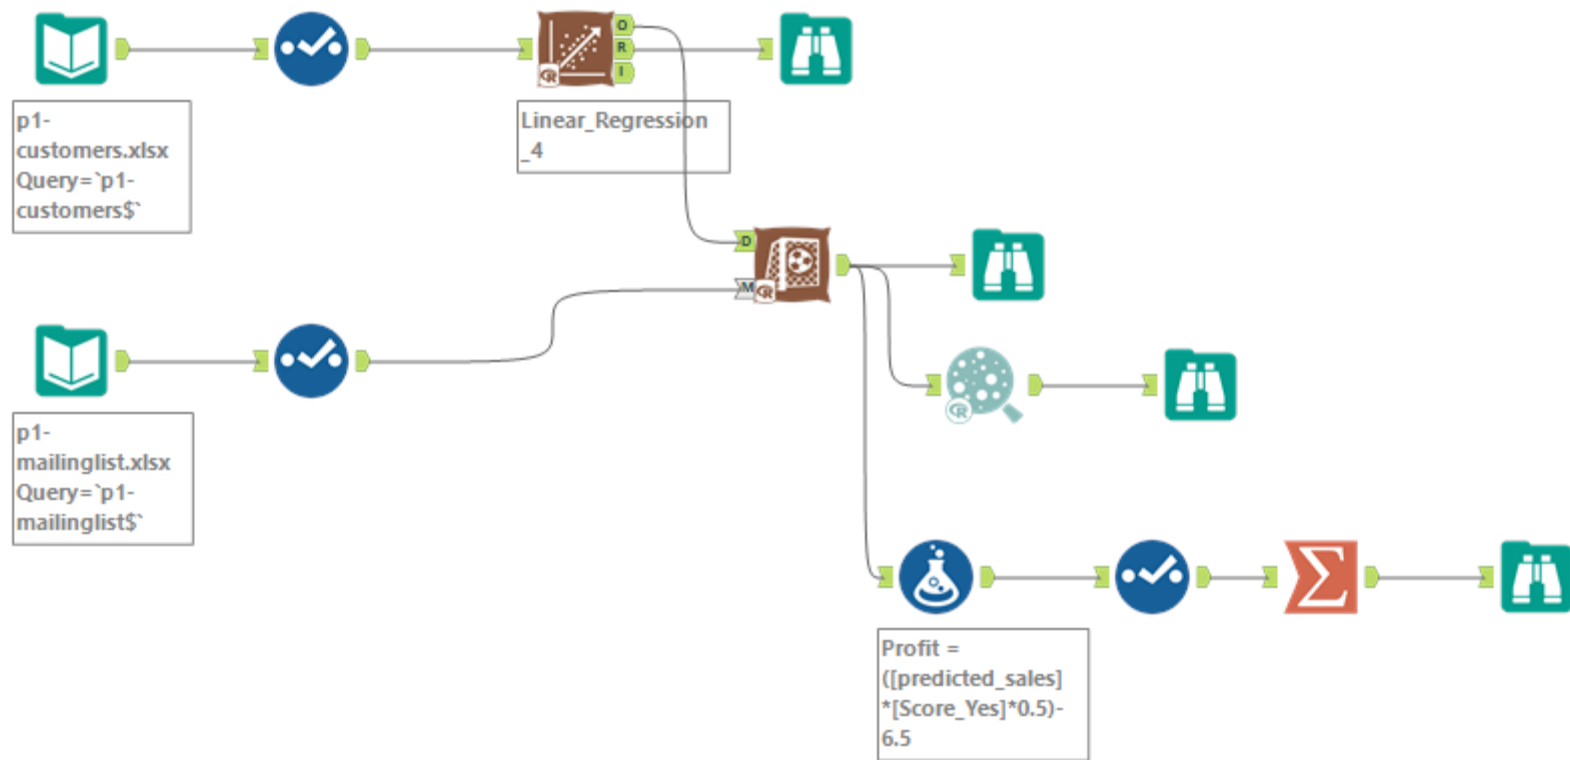 O
R
I
p1-
customers.xlsx
Query=`p1-
customers$`
Linear_Regression
_4
D
M
R
p1-
mailinglist.xlsx
Query=`p1-
mailinglist$`
Profit =
([predicted_sales]
*[Score_Yes]*0.5)-
6.5